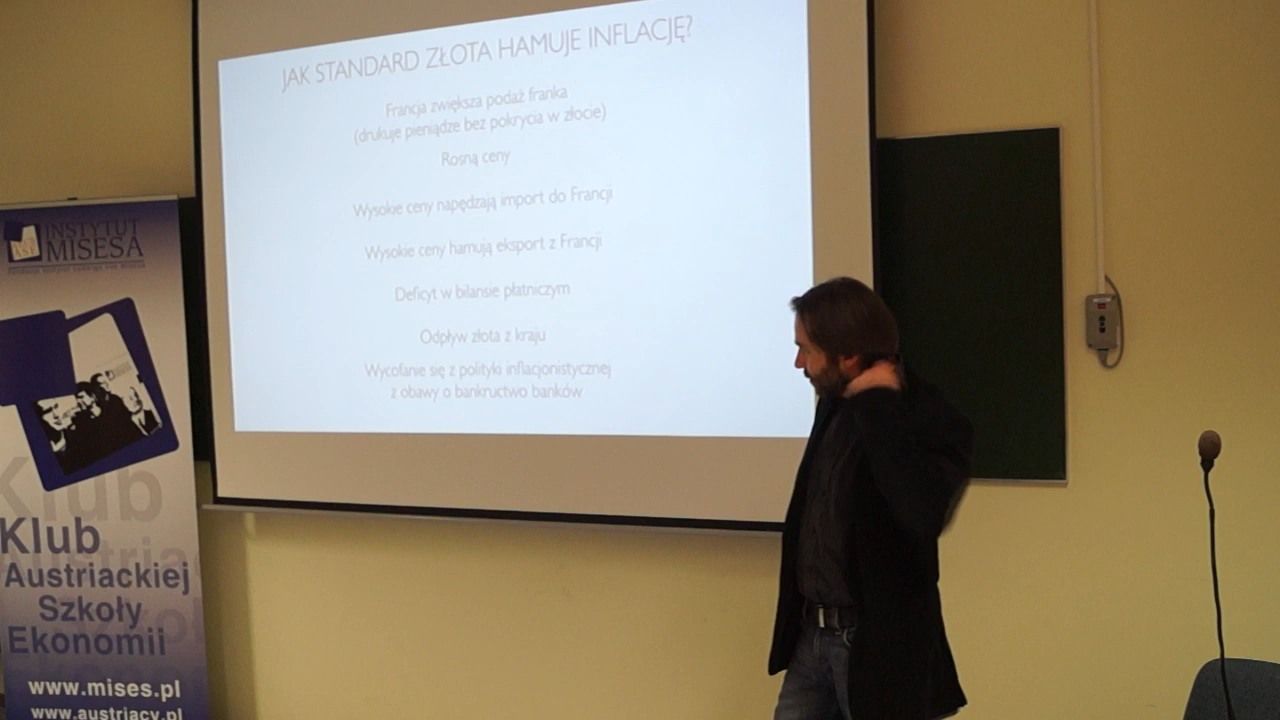 JAK STANDARD ZŁOTA HAMUJE INFLACJĘ?
Francja zwiększa podaż franka
(drukuje pieniądze bez pokrycia w złocie)
Rosną ceny
Wysokie ceny napędzają import do Francji
Wysokie ceny hamują eksport z Francji
Deficyt w bilansie płatniczym
Odpływ złota z kraju
Wycofanie się z polityki inflacjonistycznej
z obawy o bankructwo banków
INSTYTUT
MISESA
Klub
Klub
Austriackiej
Szkoły
Ekonomii
www.mises.pl
www.austriacy.pl